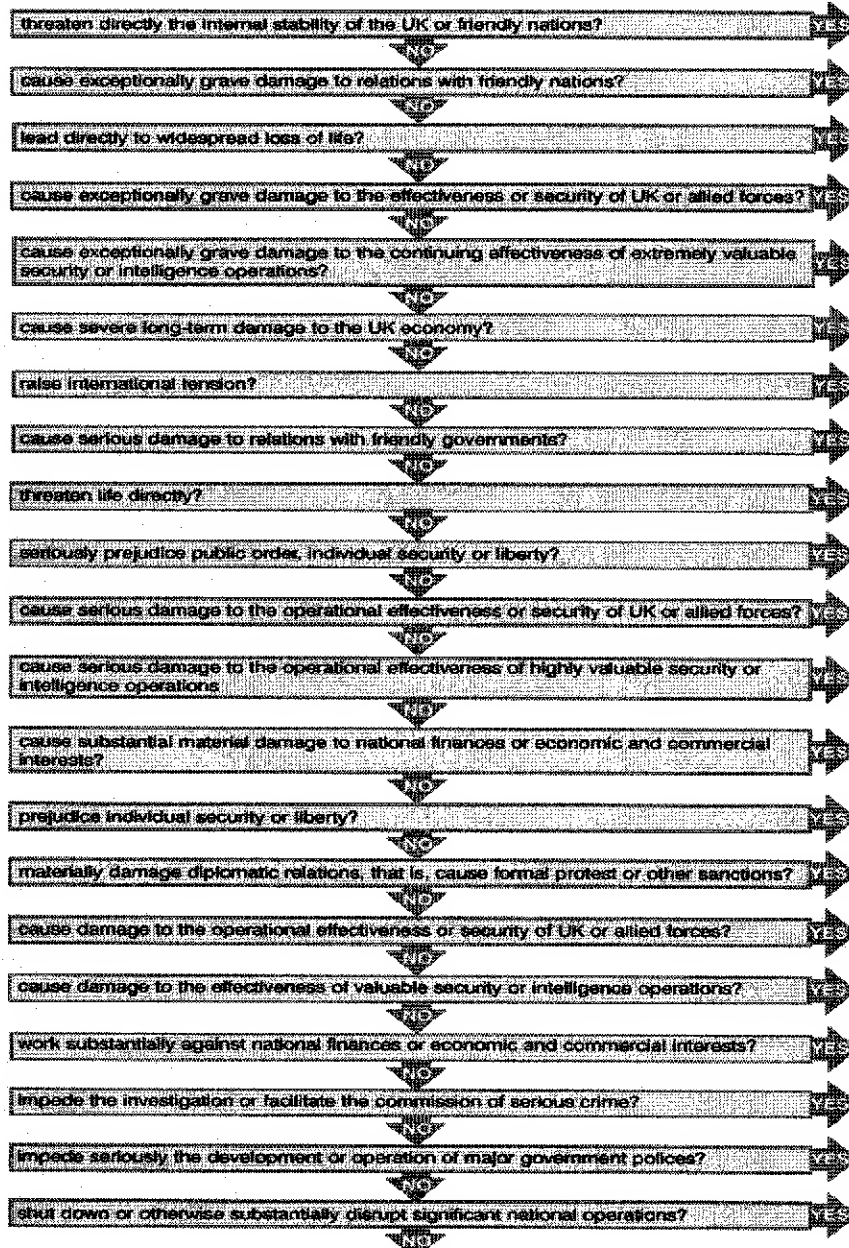 threaten directly the internal stability of the UK or friendly nations? YES
NO
cause exceptionally grave damage to relations with friendly nations? YES
NO
lead directly to widespread loss of life? YES
NO
cause exceptionally grave damage to the effectiveness or security of UK or allied forces? YES
NO
cause exceptionally grave damage to the continuing effectiveness of extremely valuable
security or intelligence operations? YES
NO
cause severe long-term damage to the UK economy? YES
NO
raise international tension? YES
NO
cause serious damage to relations with friendly governments? YES
NO
threaten life directly? YES
NO
seriously prejudice public order, individual security or liberty? YES
NO
cause serious damage to the operational effectiveness or security of UK or allied forces? YES
NO
cause serious damage to the operational effectiveness of highly valuable security or
intelligence operations YES
NO
cause substantial material damage to national finances or economic and commercial
interests? YES
NO
prejudice individual security or liberty? YES
NO
materially damage diplomatic relations, that is, cause formal protest or other sanctions? YES
NO
cause damage to the operational effectiveness or security of UK or allied forces? YES
NO
cause damage to the effectiveness of valuable security or intelligence operations? YES
NO
work substantially against national finances or economic and commercial interests? YES
NO
impede the investigation or facilitate the commission of serious crime? YES
NO
impede seriously the development or operation of major government polices? YES
NO
shut down or otherwise substantially disrupt significant national operations? YES
NO